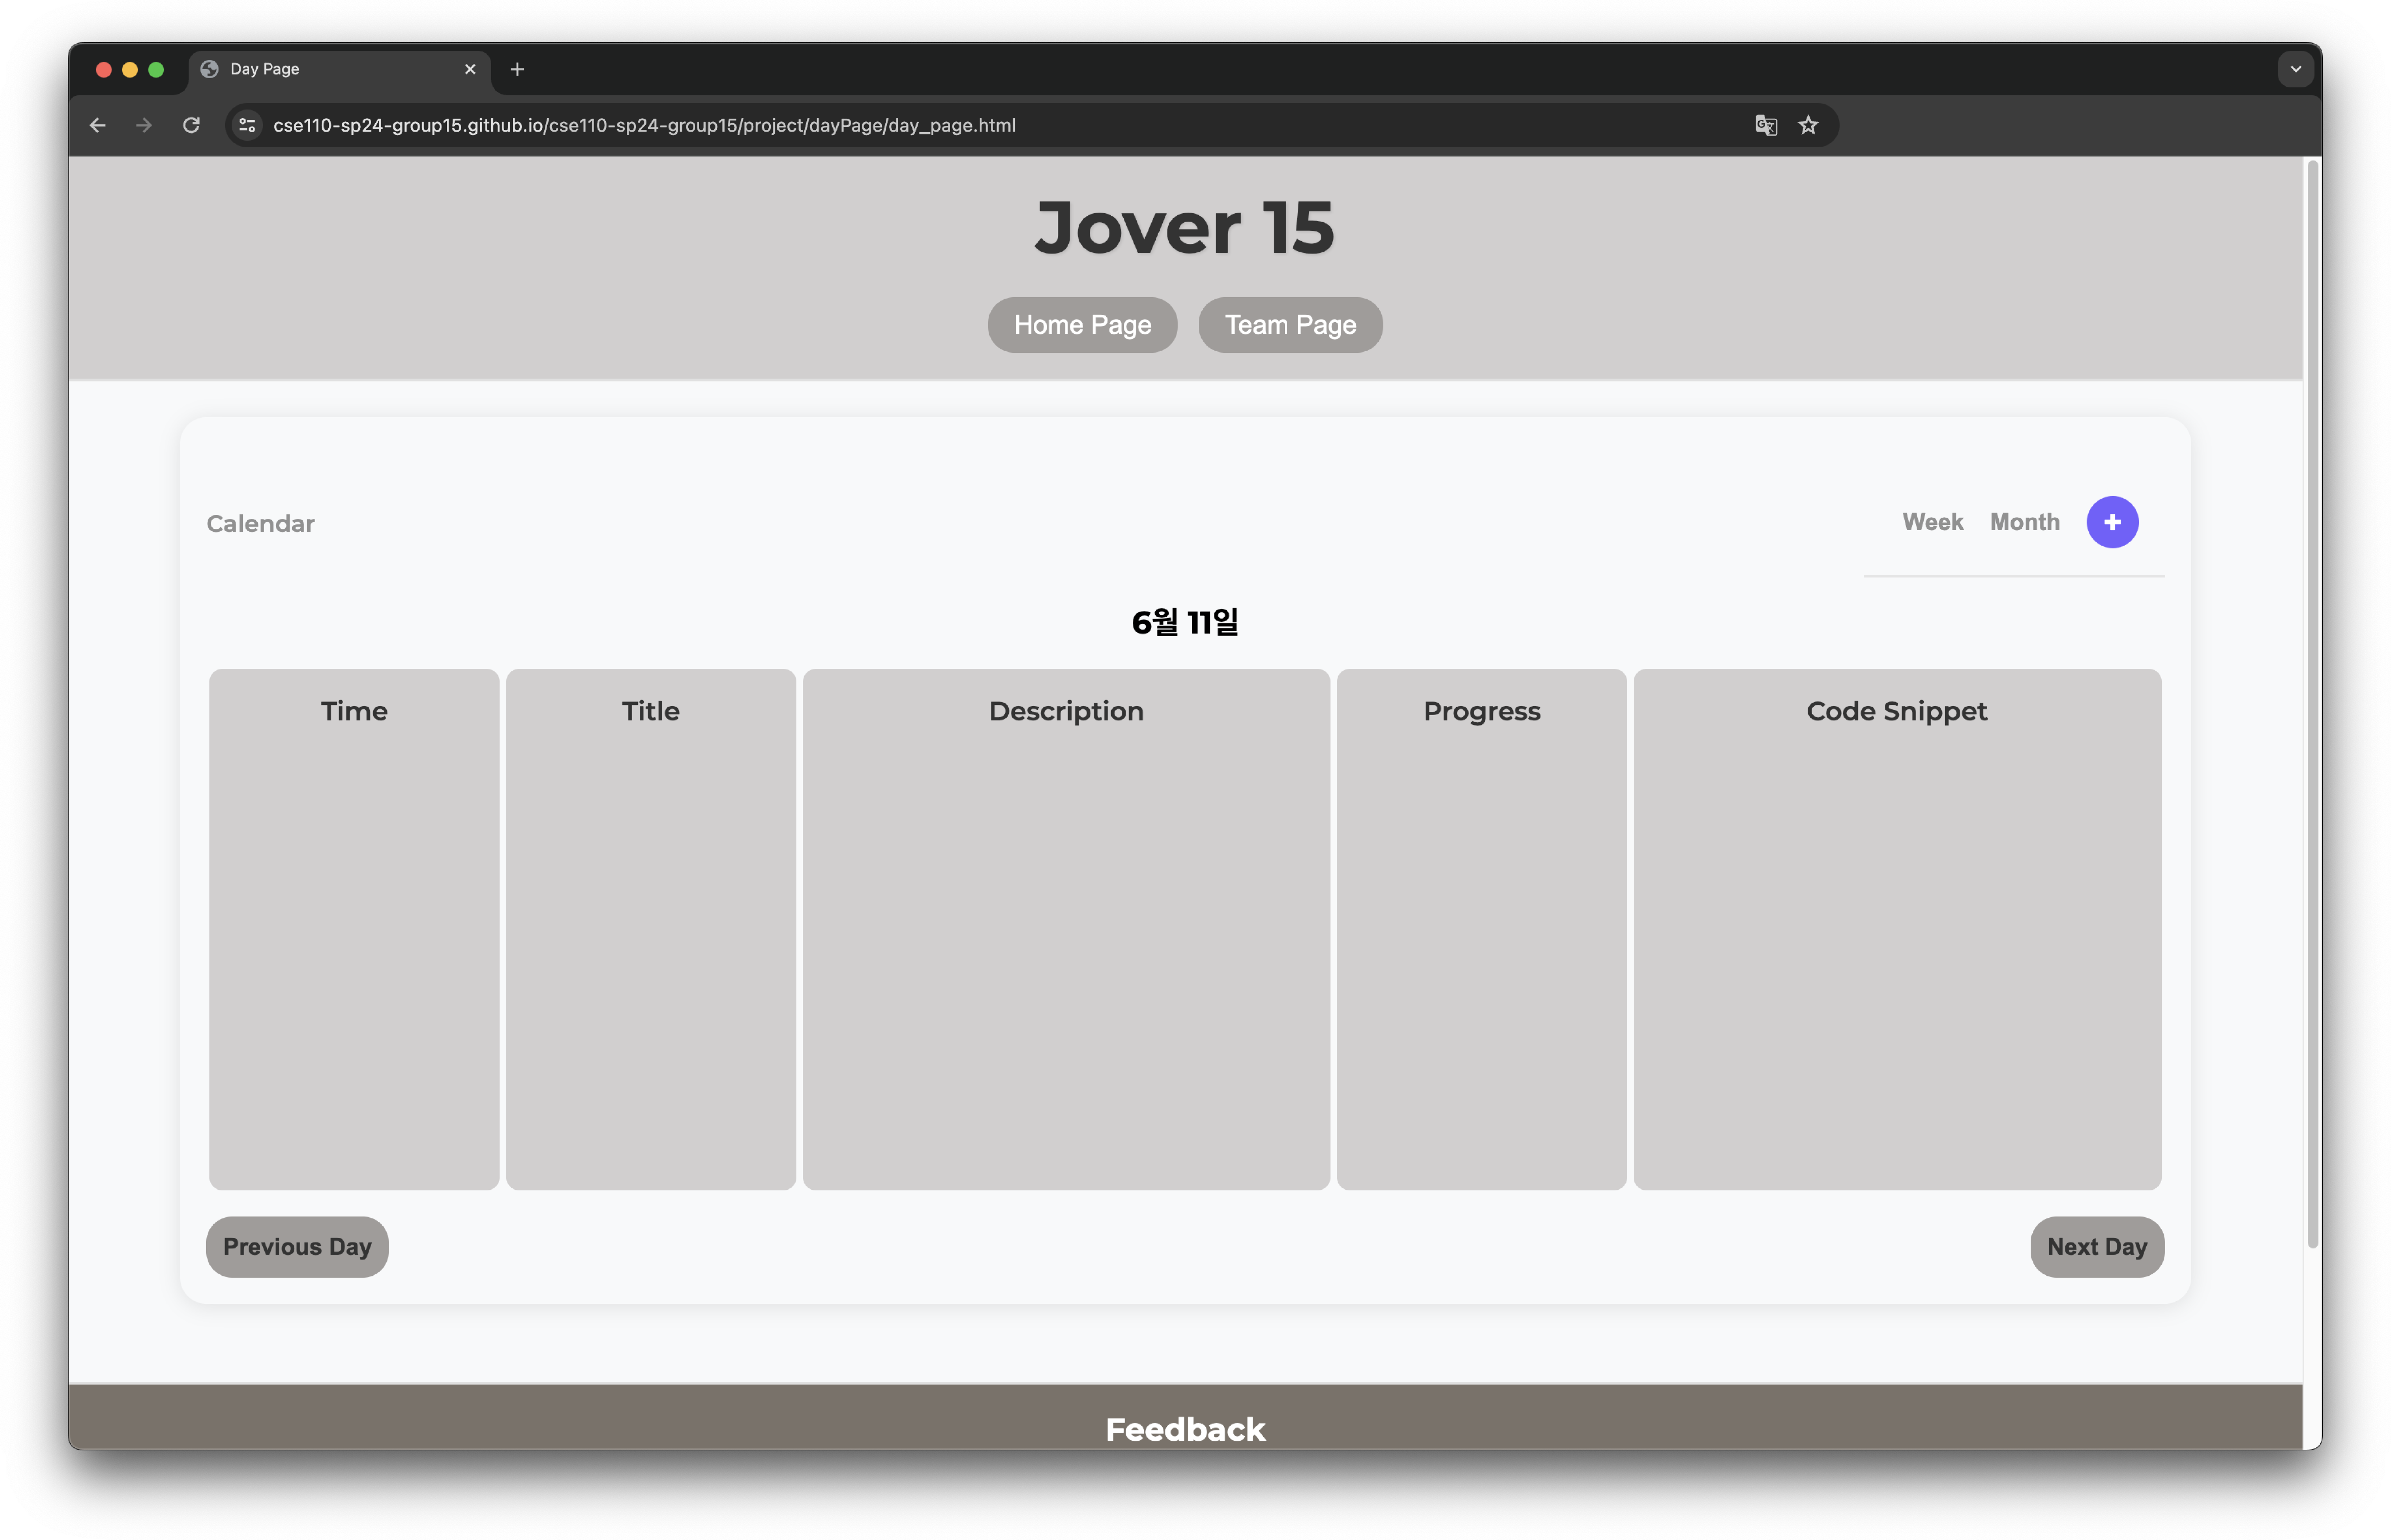 Day Page
cse110-sp24-group15.github.io/cse110-sp24-group15/project/dayPage/day_page.html
Jover 15
Home Page Team Page
Calendar Week Month +
6월 11일
Time Title Description Progress Code Snippet
Previous Day Next Day
Feedback